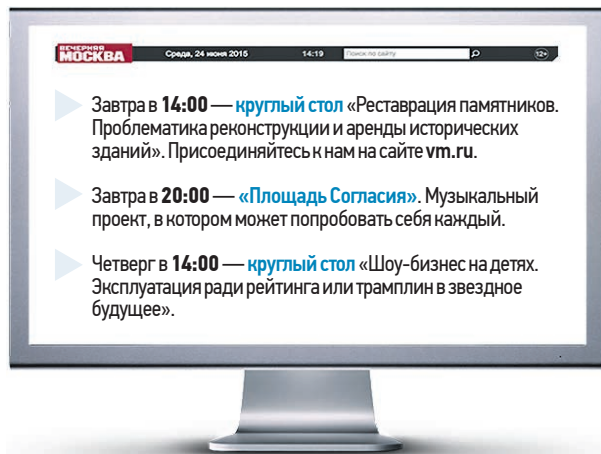 ВЕЧЕРНЯЯ
МОСКВА
Среда, 24 июня 2015 14:19 Поиск по сайту 12+
Завтра в 14:00 — круглый стол «Реставрация памятников.
Проблематика реконструкции и аренды исторических
зданий». Присоединяйтесь к нам на сайте vm.ru.
Завтра в 20:00 — «Площадь Согласия». Музыкальный
проект, в котором может попробовать себя каждый.
Четверг в 14:00 — круглый стол «Шоу-бизнес на детях.
Эксплуатация ради рейтинга или трамплин в звездное
будущее».